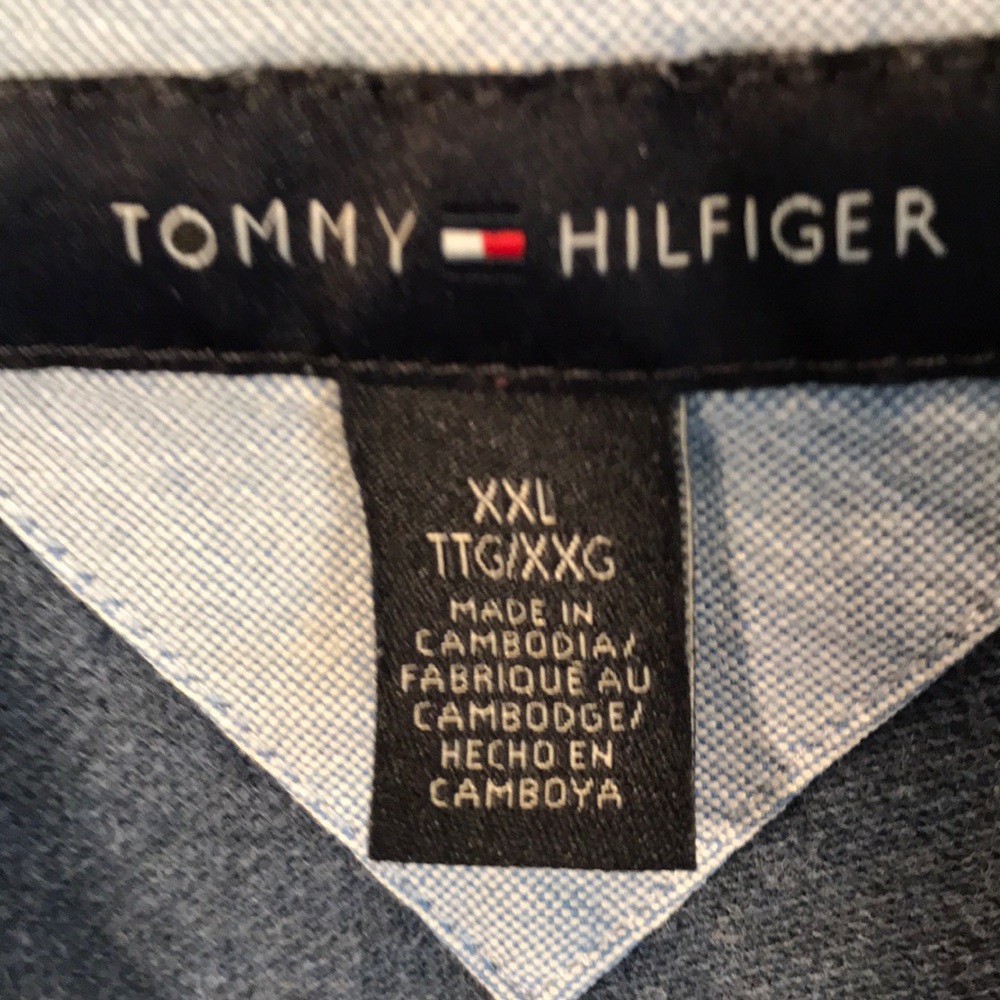 TOMMY HILFIGER
XXL
TTG/XXG
MADE IN
CAMBODIA/
FABRIQUÉ AU
CAMBODGE/
HECHO EN
CAMBOYA